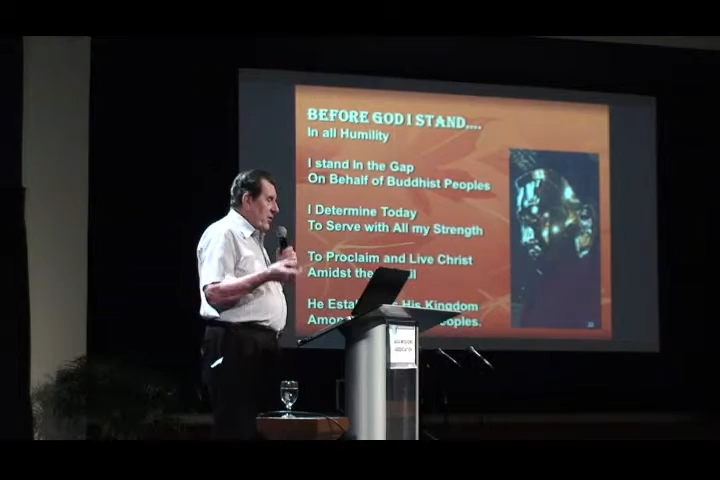 BEFORE GOD I STAND....
In all Humility
I stand In the Gap
On Behalf of Buddhist Peoples
I Determine Today
To Serve with All my Strength
To Proclaim and Live Christ
Amidst the
He His Kingdom